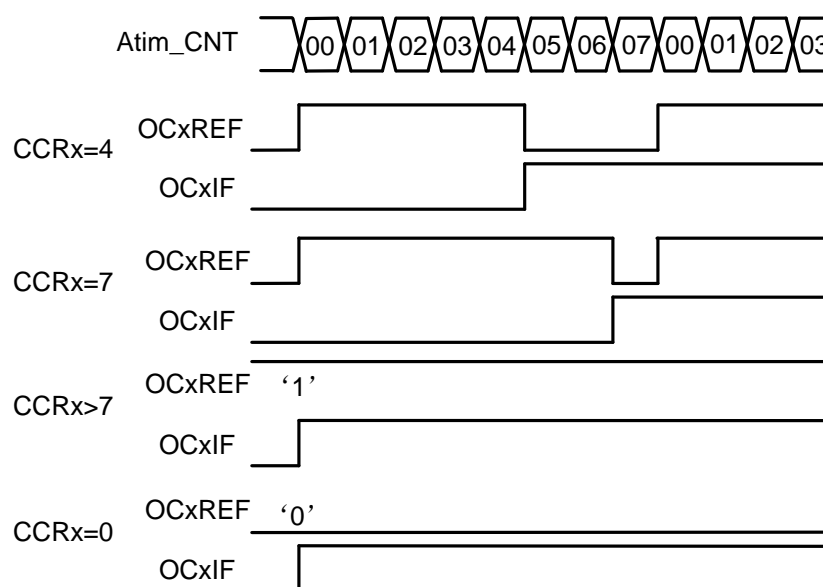 Atim_CNT 00 01 02 03 04 05 06 07 00 01 02 03
OCxREF
CCRx=4
OCxIF
OCxREF
CCRx=7
OCxIF
OCxREF ‘1’
CCRx>7
OCxIF
OCxREF ‘0’
CCRx=0
OCxIF